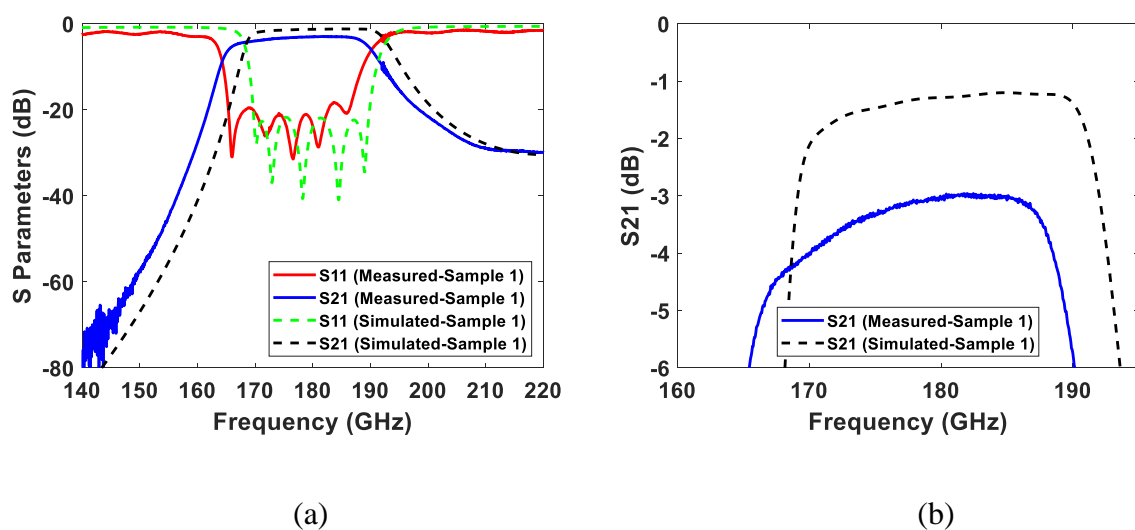 S Parameters (dB)
0
-20
-40
-60
-80
S11 (Measured-Sample 1)
S21 (Measured-Sample 1)
S11 (Simulated-Sample 1)
S21 (Simulated-Sample 1)
140 150 160 170 180 190 200 210 220
Frequency (GHz)
(a)
S21 (dB)
0
-1
-2
-3
-4
-5
-6
S21 (Measured-Sample 1)
S21 (Simulated-Sample 1)
160 170 180 190
Frequency (GHz)
(b)